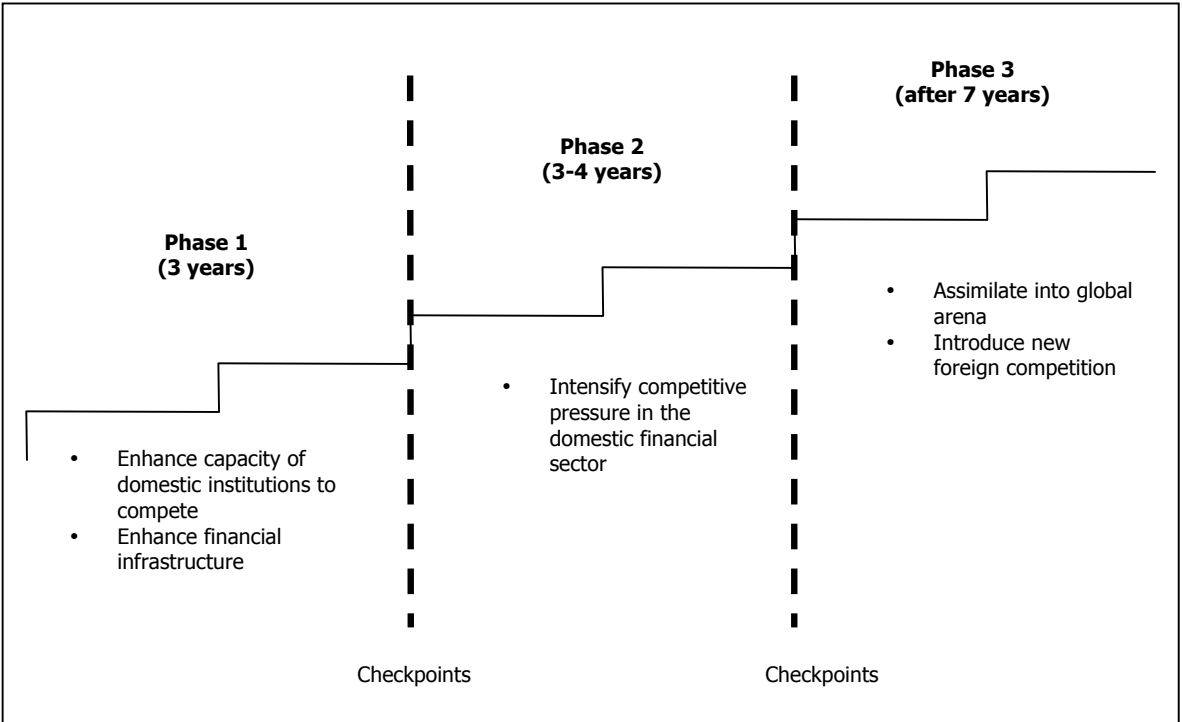 Phase 1
(3 years)
• Enhance capacity of
domestic institutions to
compete
• Enhance financial
infrastructure
Phase 2
(3-4 years)
• Intensify competitive
pressure in the
domestic financial
sector
Phase 3
(after 7 years)
• Assimilate into global
arena
• Introduce new
foreign competition
Checkpoints
Checkpoints